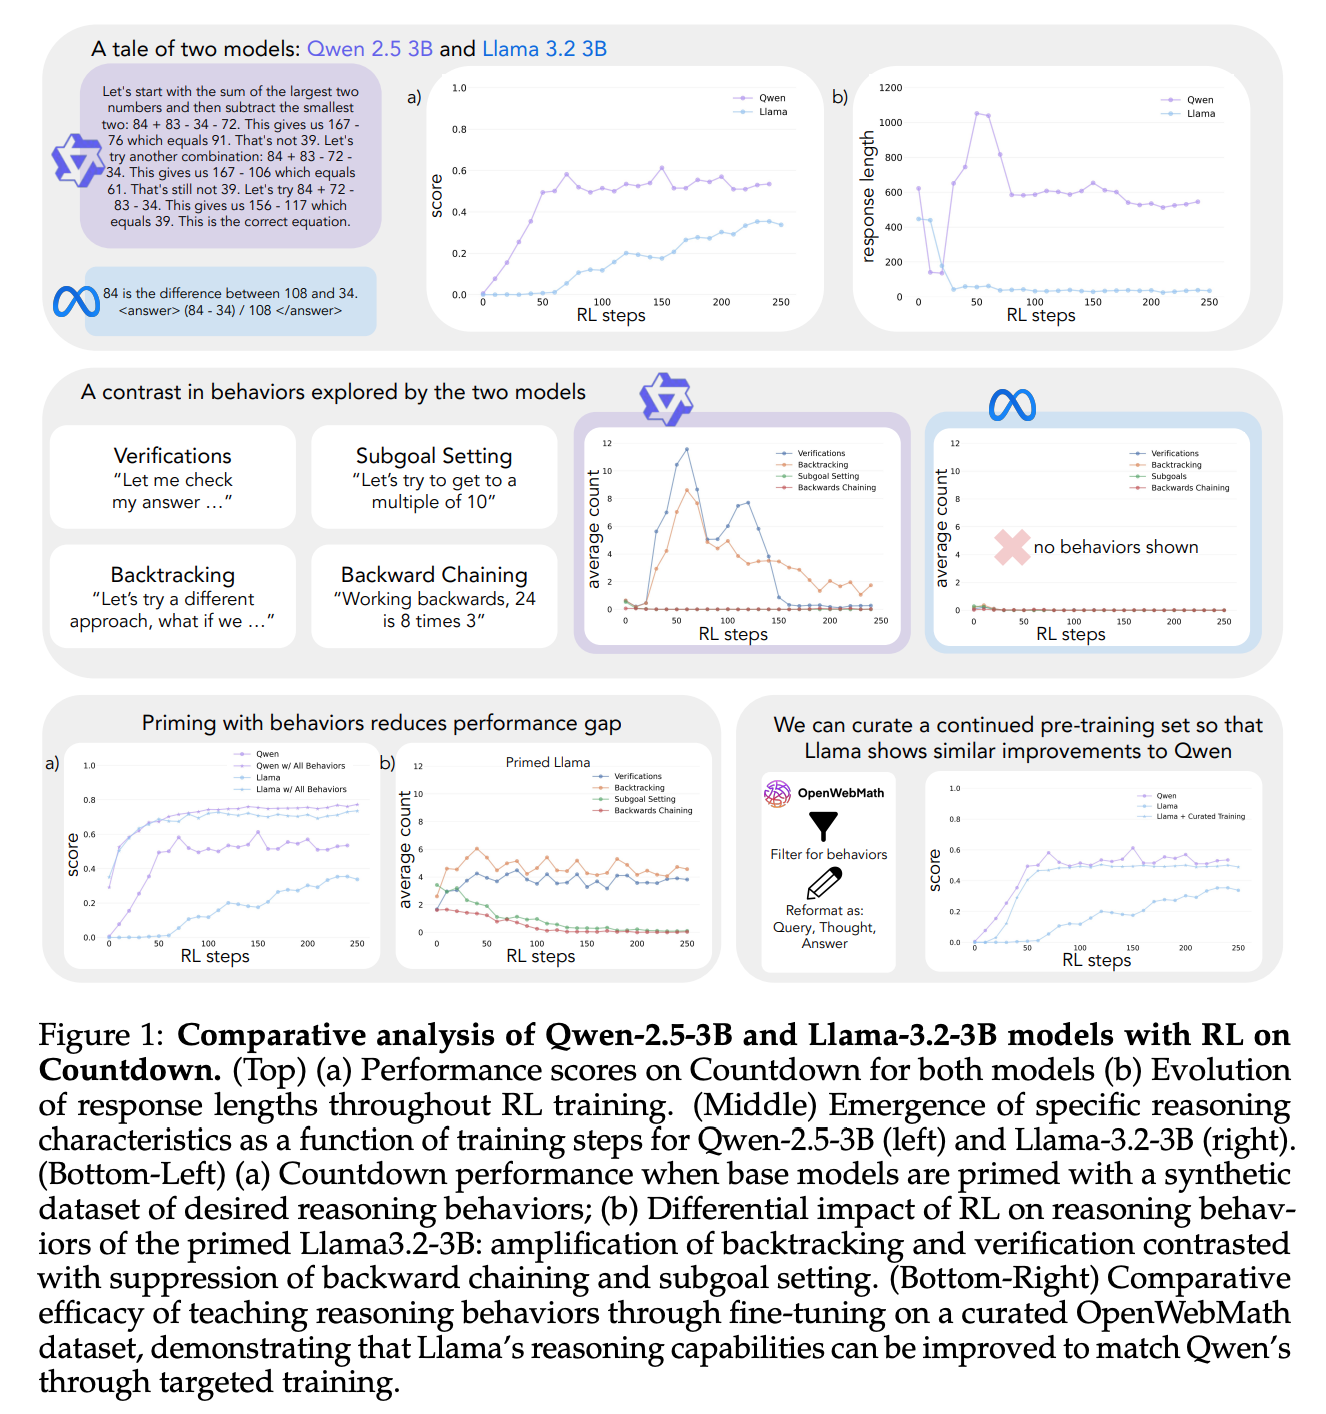 A tale of two models: Qwen 2.5 3B and Llama 3.2 3B
Let's start with the sum of the largest two
numbers and then subtract the smallest
two: 84 + 83 - 34 - 72. This gives us 167 -
76 which equals 91. That's not 39. Let's
try another combination: 84 + 83 - 72 -
34. This gives us 167 - 106 which equals
61. That's still not 39. Let's try 84 + 72 -
83 - 34. This gives us 156 - 117 which
equals 39. This is the correct equation.
84 is the difference between 108 and 34.
<answer> (84 - 34) / 108 </answer>
a)
score
1.0
0.8
0.6
0.4
0.2
0.0
Qwen
Llama
0 50 100 150 200 250
RL steps
b)
response length
1200
1000
800
600
400
200
0
Qwen
Llama
0 50 100 150 200 250
RL steps
A contrast in behaviors explored by the two models
Verifications
“Let me check
my answer …”
Subgoal Setting
“Let’s try to get to a
multiple of 10”
Backtracking
“Let’s try a different
approach, what if we …”
Backward Chaining
“Working backwards, 24
is 8 times 3”
average count
12
10
8
6
4
2
0
Verifications
Backtracking
Subgoal Setting
Backwards Chaining
0 50 100 150 200 250
RL steps
average count
12
10
8
6
4
2
0
Verifications
Backtracking
Subgoals
Backwards Chaining
no behaviors shown
0 50 100 150 200 250
RL steps
Priming with behaviors reduces performance gap
a)
score
1.0
0.8
0.6
0.4
0.2
0.0
Qwen
Qwen w/ All Behaviors
Llama
Llama w/ All Behaviors
0 50 100 150 200 250
RL steps
b)
Primed Llama
average count
12
10
8
6
4
2
0
Verifications
Backtracking
Subgoal Setting
Backwards Chaining
0 50 100 150 200 250
RL steps
We can curate a continued pre-training set so that
Llama shows similar improvements to Qwen
OpenWebMath
Filter for behaviors
Reformat as:
Query, Thought,
Answer
score
1.0
0.8
0.6
0.4
0.2
0.0
Qwen
Llama
Llama + Curated Training
0 50 100 150 200 250
RL steps
Figure 1: Comparative analysis of Qwen-2.5-3B and Llama-3.2-3B models with RL on
Countdown. (Top) (a) Performance scores on Countdown for both models (b) Evolution
of response lengths throughout RL training. (Middle) Emergence of specific reasoning
characteristics as a function of training steps for Qwen-2.5-3B (left) and Llama-3.2-3B (right).
(Bottom-Left) (a) Countdown performance when base models are primed with a synthetic
dataset of desired reasoning behaviors; (b) Differential impact of RL on reasoning behav-
iors of the primed Llama3.2-3B: amplification of backtracking and verification contrasted
with suppression of backward chaining and subgoal setting. (Bottom-Right) Comparative
efficacy of teaching reasoning behaviors through fine-tuning on a curated OpenWebMath
dataset, demonstrating that Llama’s reasoning capabilities can be improved to match Qwen’s
through targeted training.